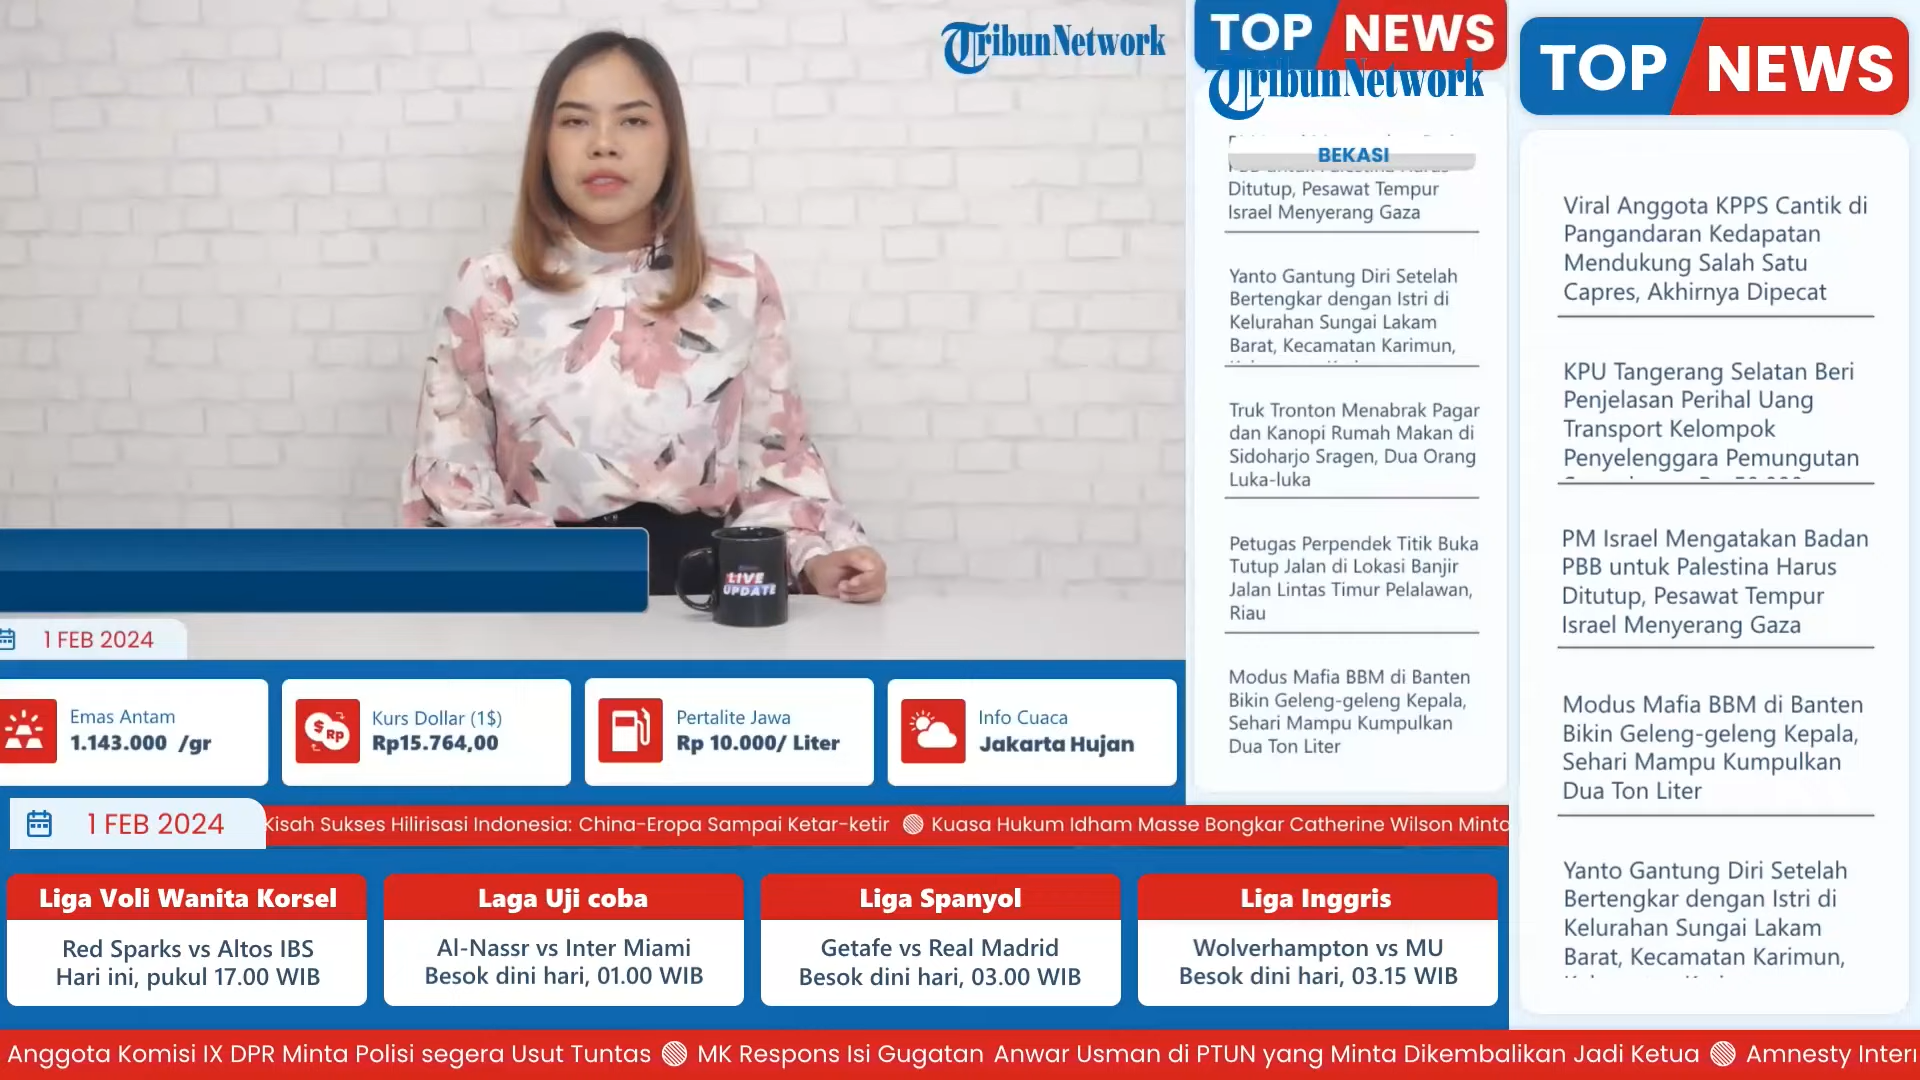 TribunNetwork
TOP NEWS
TribunNetwork
BEKASI
Ditutup, Pesawat Tempur
Israel Menyerang Gaza
Yanto Gantung Diri Setelah
Bertengkar dengan Istri di
Kelurahan Sungai Lakam
Barat, Kecamatan Karimun,
Truk Tronton Menabrak Pagar
dan Kanopi Rumah Makan di
Sidoharjo Sragen, Dua Orang
Luka-luka
Petugas Perpendek Titik Buka
Tutup Jalan di Lokasi Banjir
Jalan Lintas Timur Pelalawan,
Riau
Modus Mafia BBM di Banten
Bikin Geleng-geleng Kepala,
Sehari Mampu Kumpulkan
Dua Ton Liter
TOP NEWS
Viral Anggota KPPS Cantik di
Pangandaran Kedapatan
Mendukung Salah Satu
Capres, Akhirnya Dipecat
KPU Tangerang Selatan Beri
Penjelasan Perihal Uang
Transport Kelompok
Penyelenggara Pemungutan
PM Israel Mengatakan Badan
PBB untuk Palestina Harus
Ditutup, Pesawat Tempur
Israel Menyerang Gaza
Modus Mafia BBM di Banten
Bikin Geleng-geleng Kepala,
Sehari Mampu Kumpulkan
Dua Ton Liter
Yanto Gantung Diri Setelah
Bertengkar dengan Istri di
Kelurahan Sungai Lakam
Barat, Kecamatan Karimun,
LIVE
UPDATE
1 FEB 2024
Emas Antam
1.143.000 /gr
Kurs Dollar (1$)
Rp15.764,00
Pertalite Jawa
Rp 10.000/ Liter
Info Cuaca
Jakarta Hujan
1 FEB 2024
Kisah Sukses Hilirisasi Indonesia: China-Eropa Sampai Ketar-ketir Kuasa Hukum Idham Masse Bongkar Catherine Wilson Minta
Liga Voli Wanita Korsel
Red Sparks vs Altos IBS
Hari ini, pukul 17.00 WIB
Laga Uji coba
Al-Nassr vs Inter Miami
Besok dini hari, 01.00 WIB
Liga Spanyol
Getafe vs Real Madrid
Besok dini hari, 03.00 WIB
Liga Inggris
Wolverhampton vs MU
Besok dini hari, 03.15 WIB
Anggota Komisi IX DPR Minta Polisi segera Usut Tuntas MK Respons Isi Gugatan Anwar Usman di PTUN yang Minta Dikembalikan Jadi Ketua Amnesty